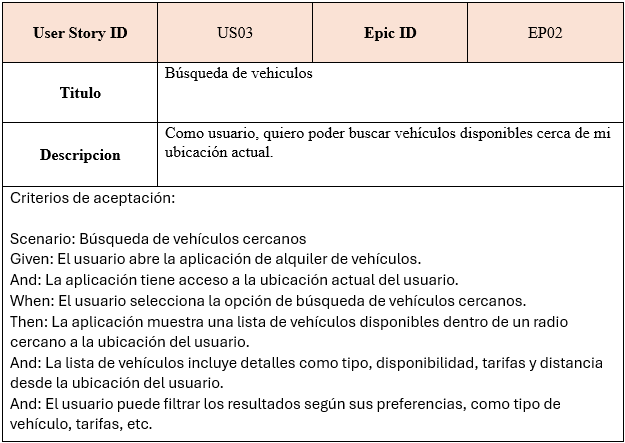 User Story ID US03 Epic ID EP02
Titulo Búsqueda de vehiculos
Descripcion Como usuario, quiero poder buscar vehículos disponibles cerca de mi
ubicación actual.
Criterios de aceptación:
Scenario: Búsqueda de vehículos cercanos
Given: El usuario abre la aplicación de alquiler de vehículos.
And: La aplicación tiene acceso a la ubicación actual del usuario.
When: El usuario selecciona la opción de búsqueda de vehículos cercanos.
Then: La aplicación muestra una lista de vehículos disponibles dentro de un radio
cercano a la ubicación del usuario.
And: La lista de vehículos incluye detalles como tipo, disponibilidad, tarifas y distancia
desde la ubicación del usuario.
And: El usuario puede filtrar los resultados según sus preferencias, como tipo de
vehículo, tarifas, etc.